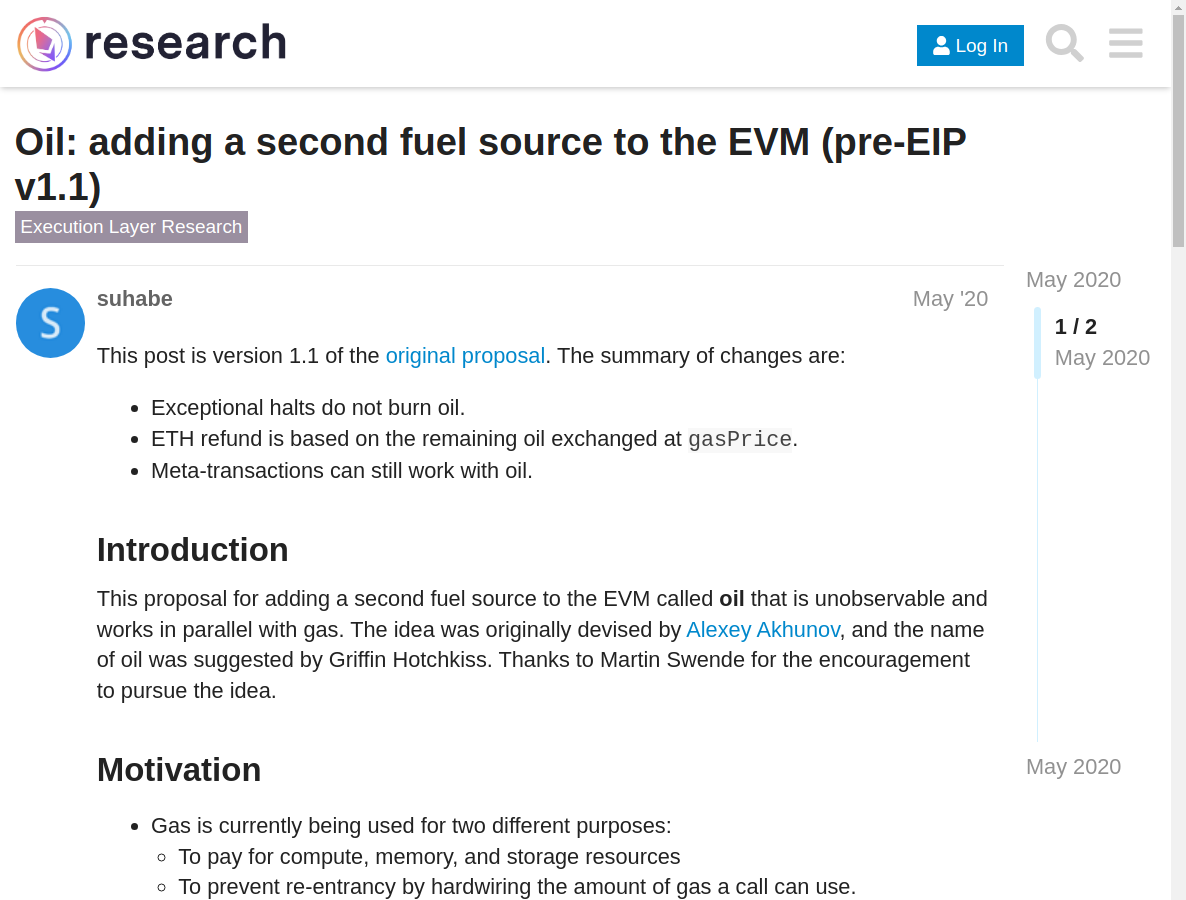 research
Log In
Oil: adding a second fuel source to the EVM (pre-EIP
v1.1)
Execution Layer Research
May 2020
S
suhabe
May '20
1 / 2
May 2020
This post is version 1.1 of the original proposal. The summary of changes are:
Exceptional halts do not burn oil.
ETH refund is based on the remaining oil exchanged at gasPrice.
Meta-transactions can still work with oil.
Introduction
This proposal for adding a second fuel source to the EVM called oil that is unobservable and
works in parallel with gas. The idea was originally devised by Alexey Akhunov, and the name
of oil was suggested by Griffin Hotchkiss. Thanks to Martin Swende for the encouragement
to pursue the idea.
Motivation
May 2020
Gas is currently being used for two different purposes:
To pay for compute, memory, and storage resources
To prevent re-entrancy by hardwiring the amount of gas a call can use.